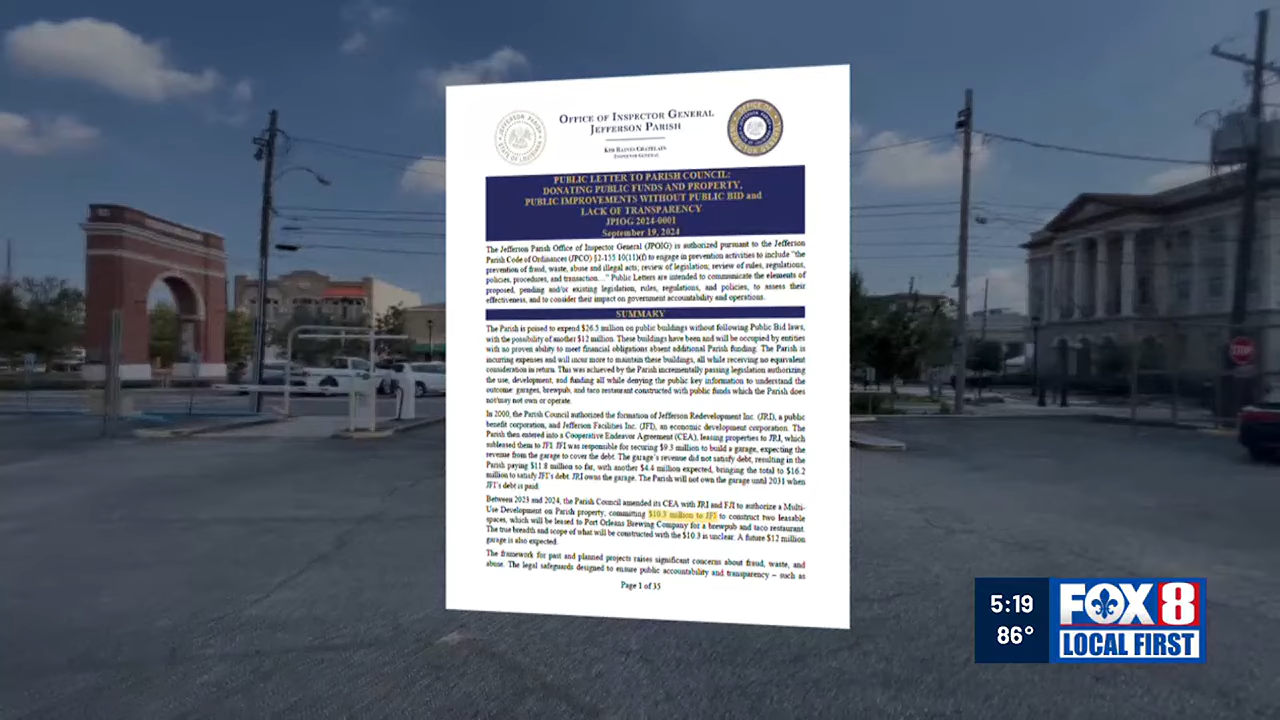 OFFICE OF INSPECTOR GENERAL
JEFFERSON PARISH
KIM RAINES CHATELAIN
INSPECTOR GENERAL
PUBLIC LETTER TO PARISH COUNCIL:
DONATING PUBLIC FUNDS AND PROPERTY,
PUBLIC IMPROVEMENTS WITHOUT PUBLIC BID and
LACK OF TRANSPARENCY
JPIOG 2024-0001
September 19, 2024
The Jefferson Parish Office of Inspector General (JPOIG) is authorized pursuant to the Jefferson
Parish Code of Ordinances (JPCO) §2-155.10(11)(f) to engage in prevention activities to include "the
prevention of fraud, waste, abuse and illegal acts; review of legislation; review of rules, regulations,
policies, procedures, and transaction…" Public Letters are intended to communicate the elements of
proposed, pending and/or existing legislation, rules, regulations, and policies, to assess their
effectiveness, and to consider their impact on government accountability and operations.
SUMMARY
The Parish is poised to expend $26.5 million on public buildings without following Public Bid laws,
with the possibility of another $12 million. These buildings have been and will be occupied by entities
with no proven ability to meet financial obligations absent additional Parish funding. The Parish is
incurring expenses and will incur more to maintain these buildings, all while receiving no equivalent
consideration in return. This was achieved by the Parish incrementally passing legislation authorizing
the use, development, and funding all while denying the public key information to understand the
outcome: garages, brewpub, and taco restaurant constructed with public funds which the Parish does
not/may not own or operate.
In 2000, the Parish Council authorized the formation of Jefferson Redevelopment Inc. (JRI), a public
benefit corporation, and Jefferson Facilities Inc. (JFI), an economic development corporation. The
Parish then entered into a Cooperative Endeavor Agreement (CEA), leasing properties to JRI, which
subleased them to JFI. JFI was responsible for securing $9.3 million to build a garage, expecting the
revenue from the garage to cover the debt. The garage's revenue did not satisfy debt, resulting in the
Parish paying $11.8 million so far, with another $4.4 million expected, bringing the total to $16.2
million to satisfy JFI's debt. JRI owns the garage. The Parish will not own the garage until 2031 when
JFI's debt is paid.
Between 2023 and 2024, the Parish Council amended its CEA with JRI and FJI to authorize a Multi-
Use Development on Parish property, committing $10.3 million to JFI to construct two leasable
spaces, which will be leased to Port Orleans Brewing Company for a brewpub and taco restaurant.
The true breadth and scope of what will be constructed with the $10.3 is unclear. A future $12 million
garage is also expected.
The framework for past and planned projects raises significant concerns about fraud, waste, and
abuse. The legal safeguards designed to ensure public accountability and transparency – such as
Page 1 of 35
5:19
86°
FOX 8
LOCAL FIRST